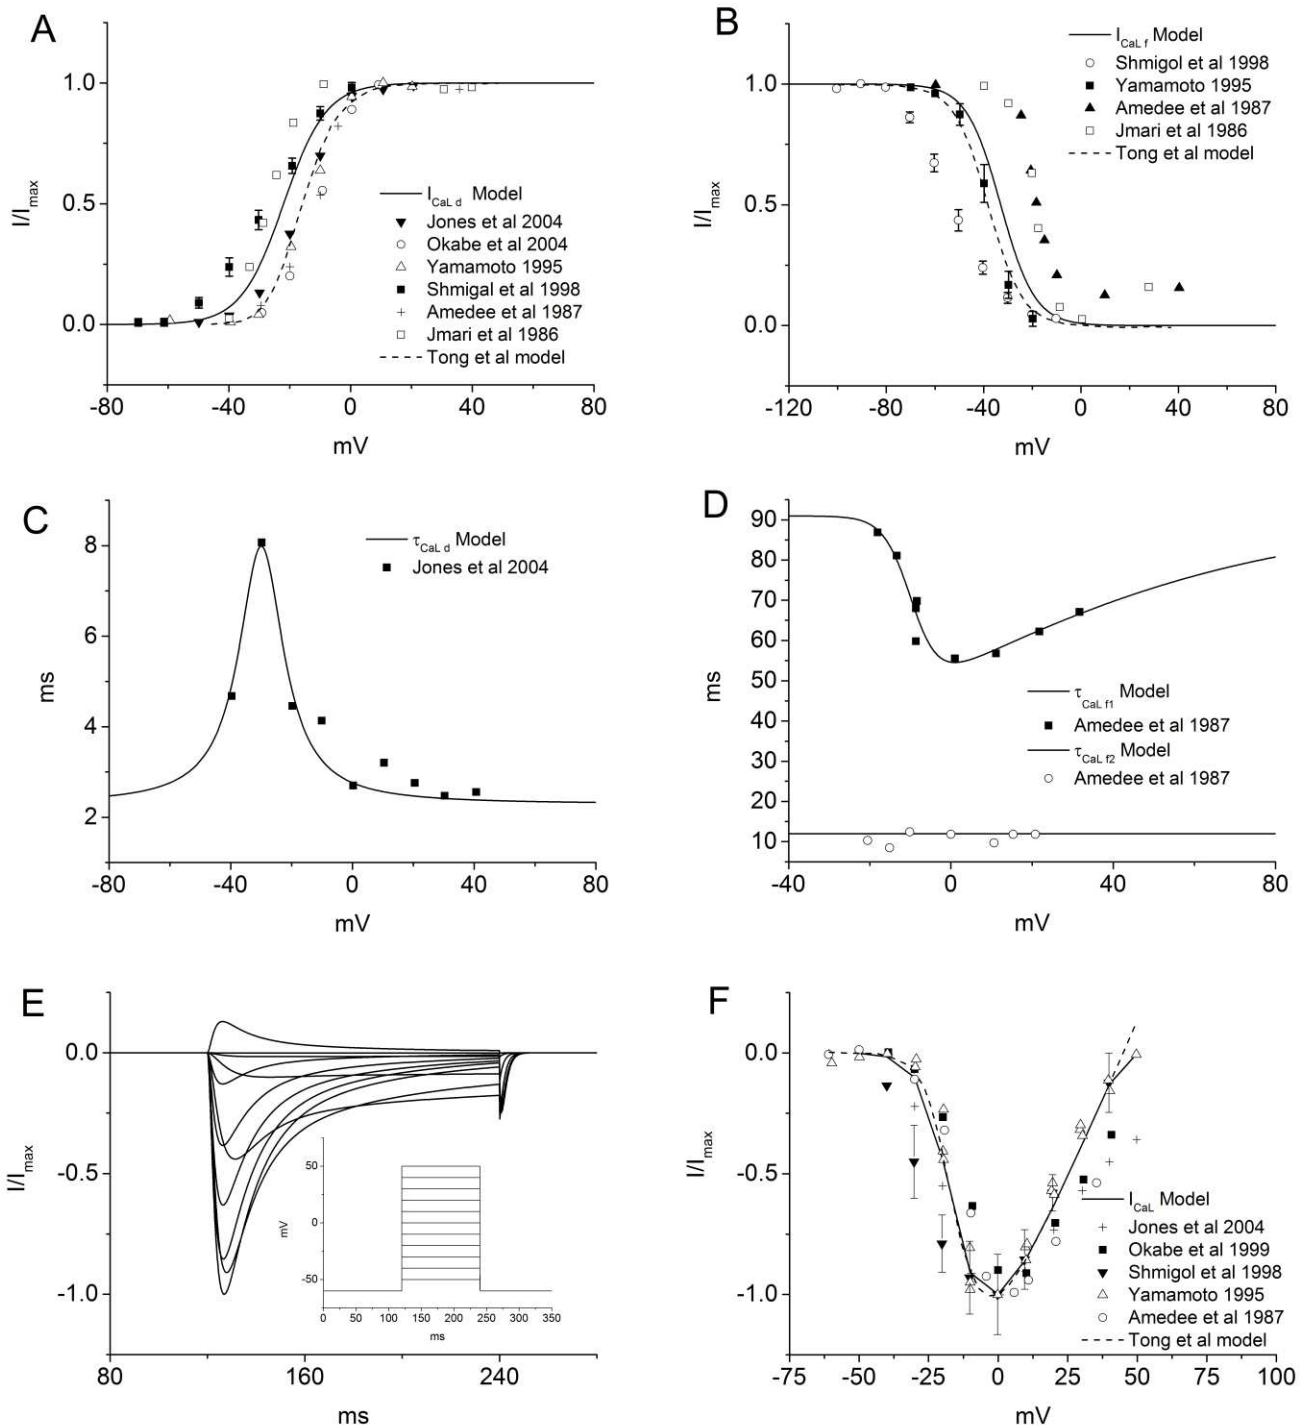 A
1.0
0.5
0.0
I/Imax
-80
-40
0
40
80
mV
ICaL d Model
Jones et al 2004
Okabe et al 2004
Yamamoto 1995
Shmigal et al 1998
Amedee et al 1987
Jmari et al 1986
Tong et al model
B
1.0
0.5
0.0
I/Imax
-120
-80
-40
0
40
80
mV
ICaL f Model
Shmigol et al 1998
Yamamoto 1995
Amedee et al 1987
Jmari et al 1986
Tong et al model
C
8
6
4
2
ms
-80
-40
0
40
80
mV
τCaL d Model
Jones et al 2004
D
90
80
70
60
50
40
30
20
10
ms
-40
0
40
80
mV
τCaL f1 Model
Amedee et al 1987
τCaL f2 Model
Amedee et al 1987
E
0.0
-0.5
-1.0
I/Imax
80
160
240
ms
50
0
-50
mV
0 50 100 150 200 250 300 350
ms
F
0.0
-0.5
-1.0
I/Imax
-75
-50
-25
0
25
50
75
100
mV
ICaL Model
Jones et al 2004
Okabe et al 1999
Shmigol et al 1998
Yamamoto 1995
Amedee et al 1987
Tong et al model